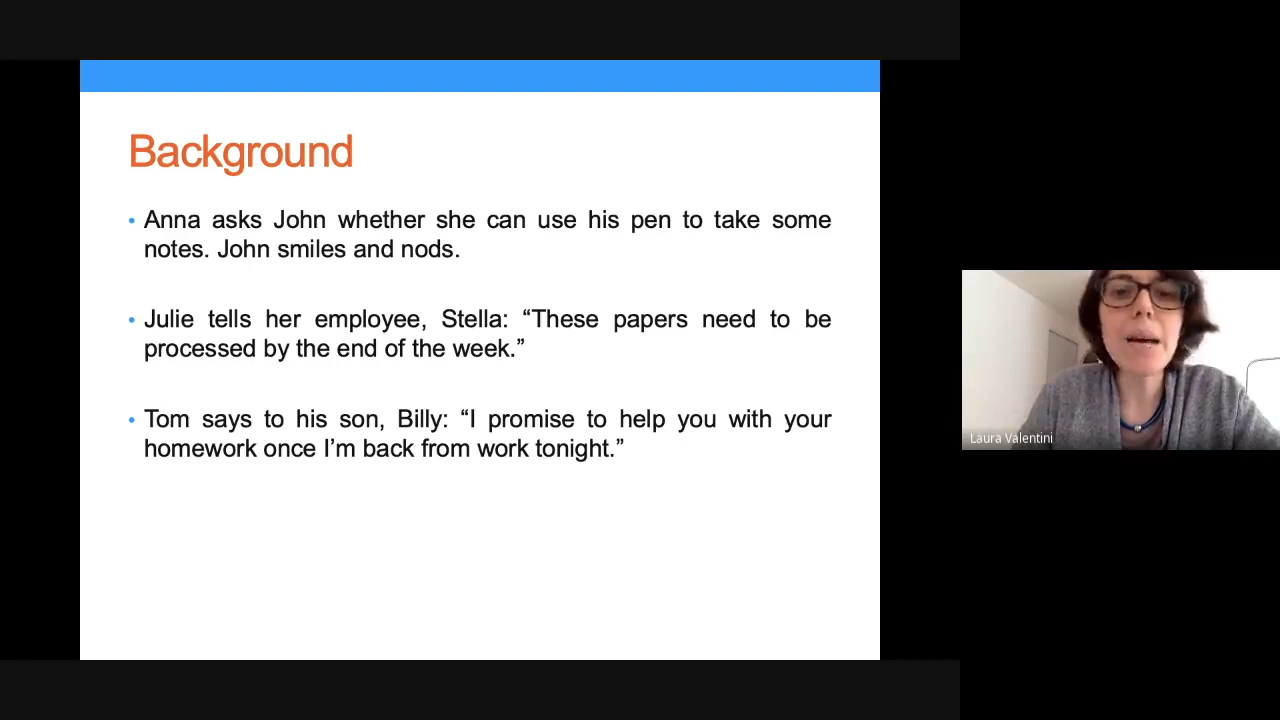 Background
• Anna asks John whether she can use his pen to take some
notes. John smiles and nods.
• Julie tells her employee, Stella: “These papers need to be
processed by the end of the week.”
• Tom says to his son, Billy: “I promise to help you with your
homework once I’m back from work tonight.”
Laura Valentini